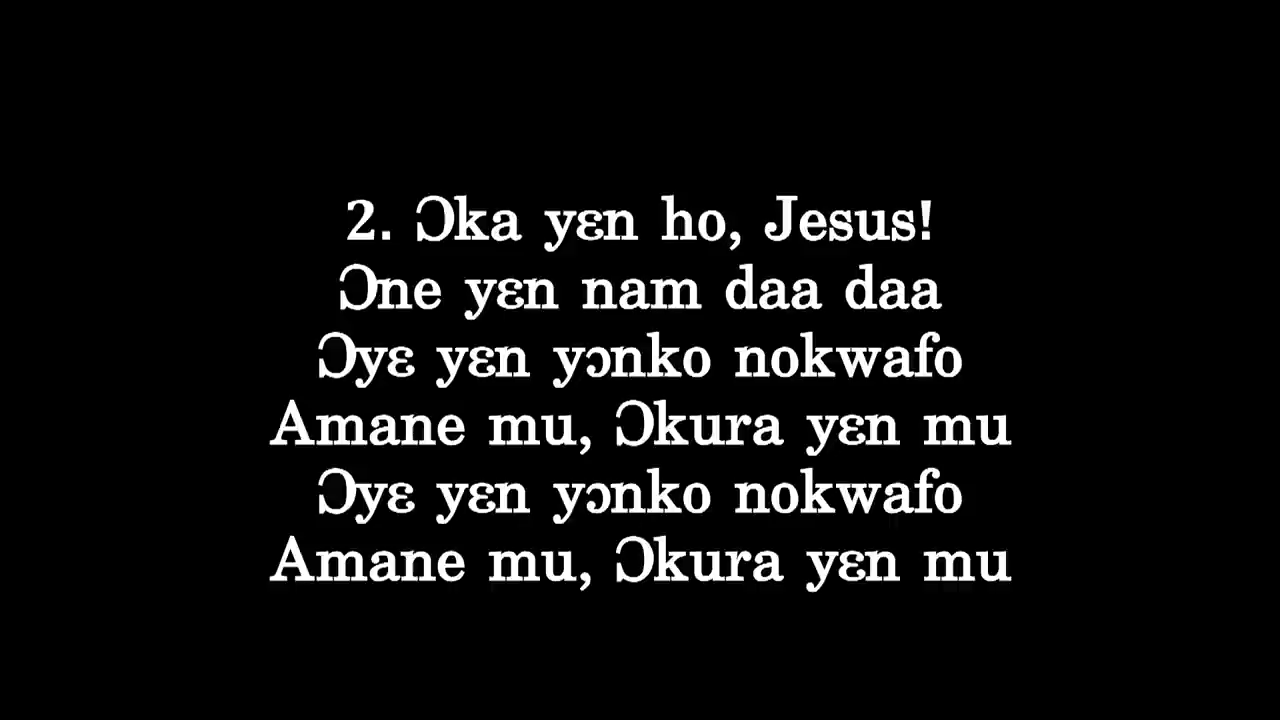 2. Ɔka yɛn ho, Jesus!
Ɔne yɛn nam daa daa
Ɔyɛ yɛn yɔnko nokwafo
Amane mu, Ɔkura yɛn mu
Ɔyɛ yɛn yɔnko nokwafo
Amane mu, Ɔkura yɛn mu